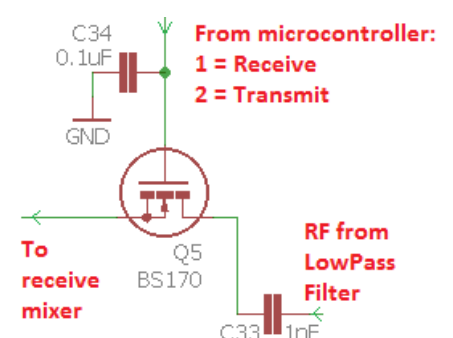 C34
0.1uF
From microcontroller:
1 = Receive
2 = Transmit
GND
To
receive
mixer
Q5
BS170
RF from
LowPass
Filter
C33
1nF